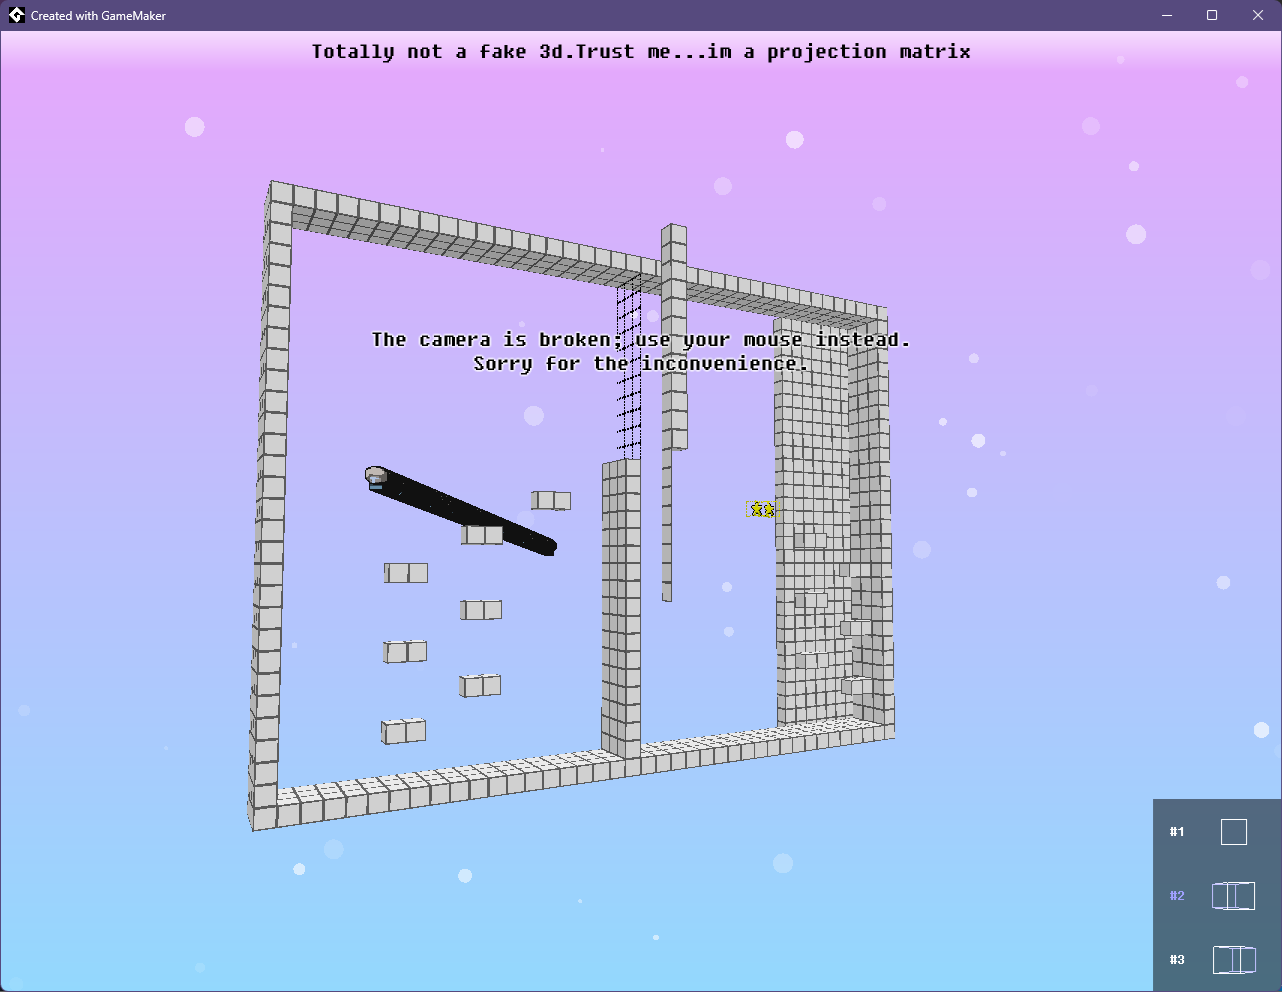 Created with GameMaker
Totally not a fake 3d.Trust me...im a projection matrix
The camera is broken; use your mouse instead.
Sorry for the inconvenience.
#1
#2
#3